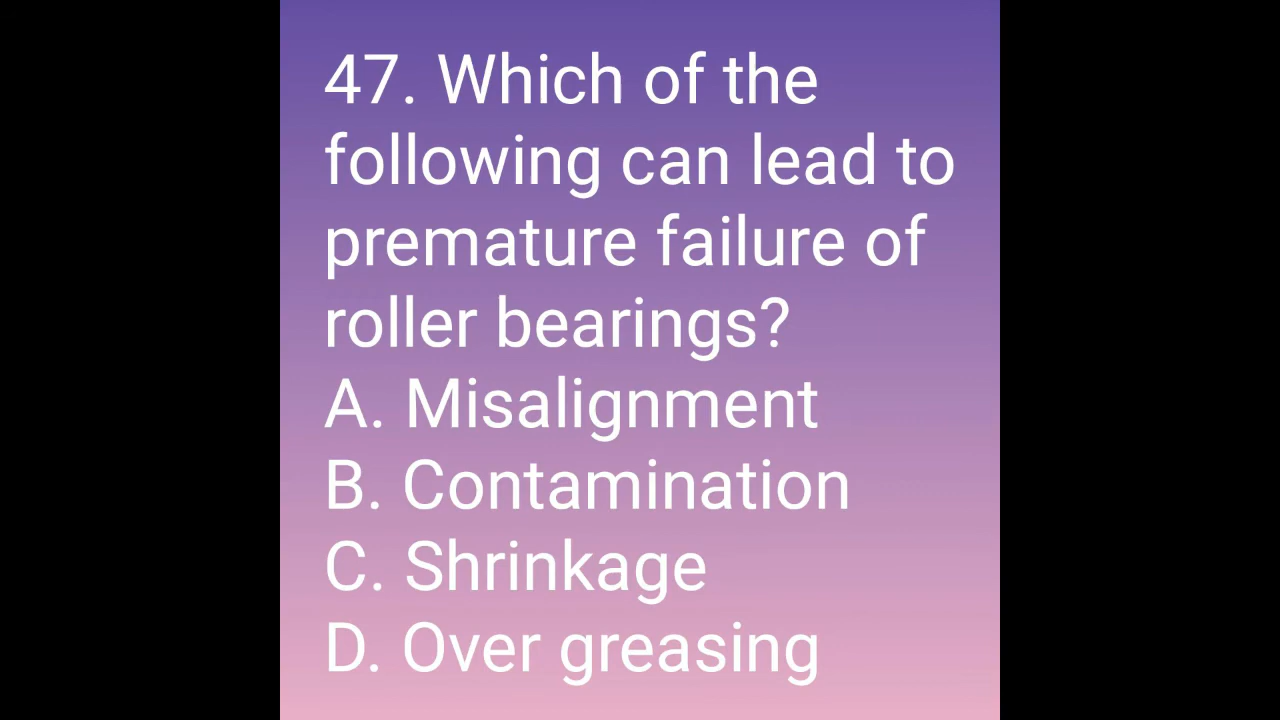 47. Which of the
following can lead to
premature failure of
roller bearings?
A. Misalignment
B. Contamination
C. Shrinkage
D. Over greasing